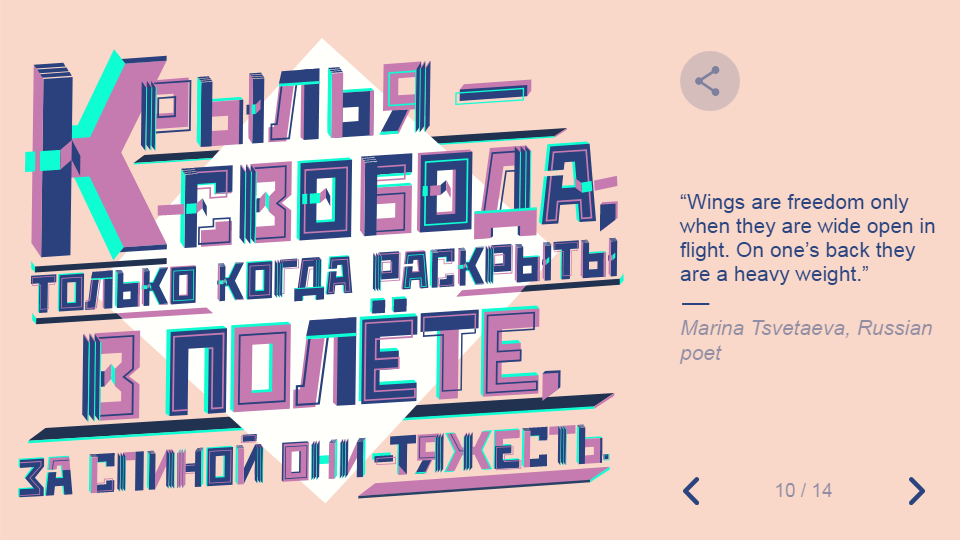 Крылья —
свобода,
только когда раскрыты
в полёте,
за спиной они – тяжесть.
“Wings are freedom only
when they are wide open in
flight. On one’s back they
are a heavy weight.”
Marina Tsvetaeva, Russian
poet
10 / 14